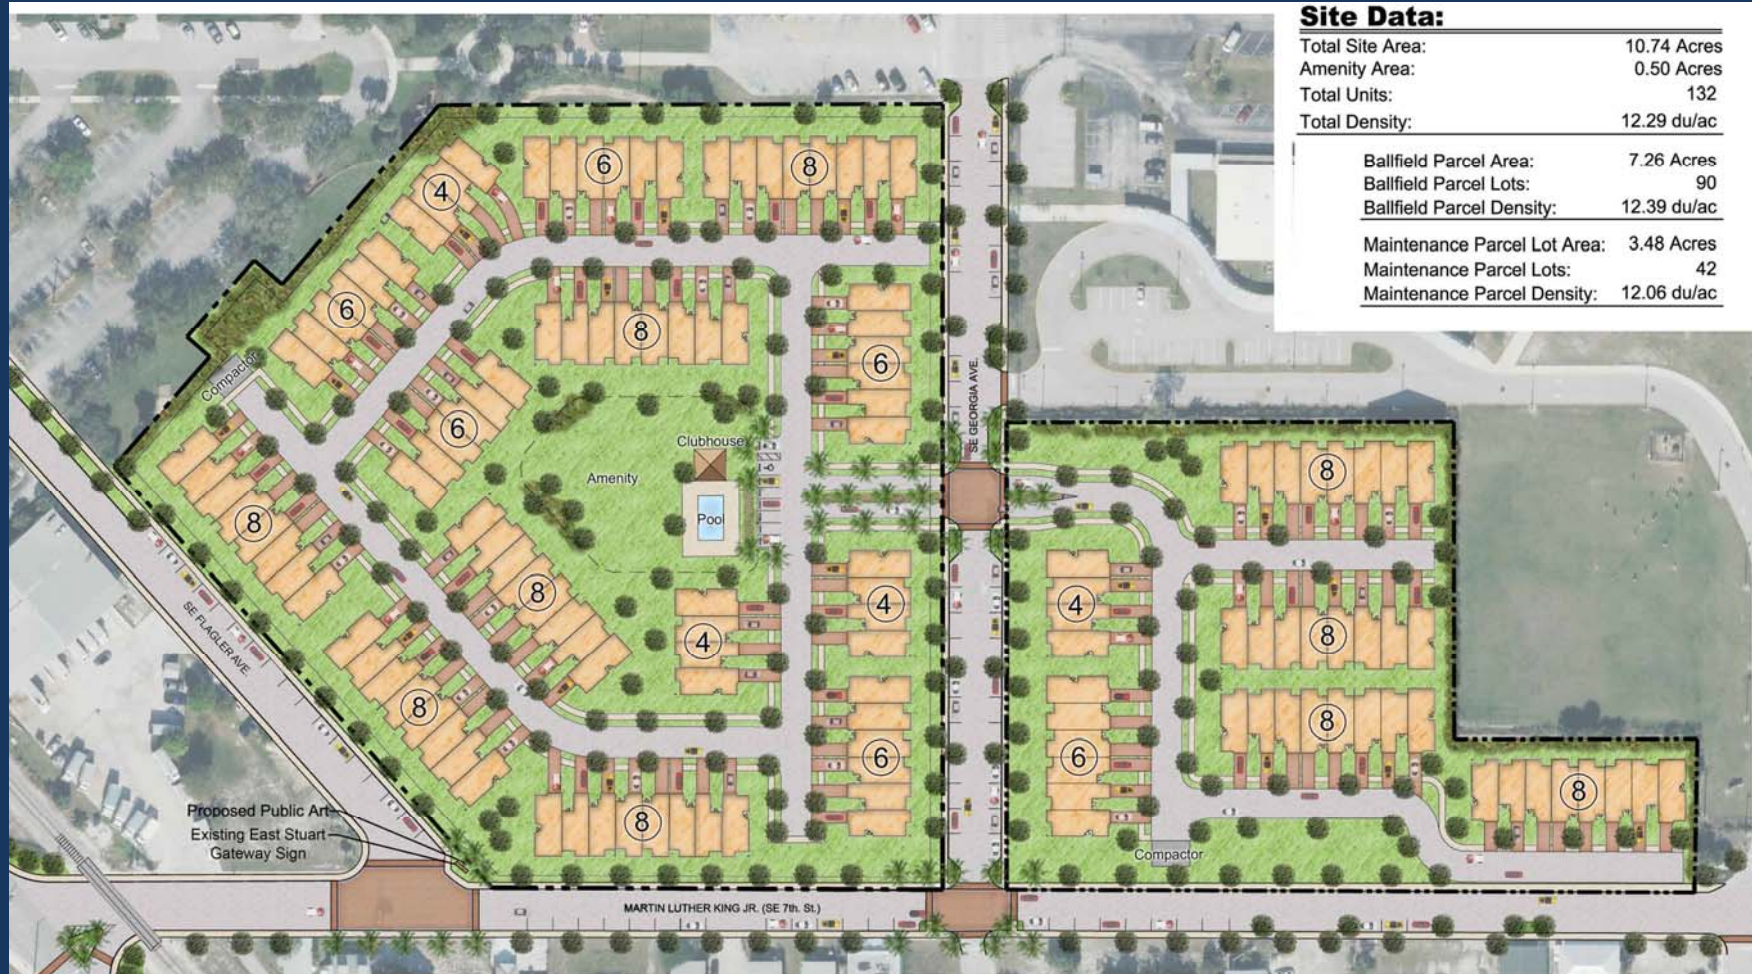 Site Data:
Total Site Area: 10.74 Acres
Amenity Area: 0.50 Acres
Total Units: 132
Total Density: 12.29 du/ac
Ballfield Parcel Area: 7.26 Acres
Ballfield Parcel Lots: 90
Ballfield Parcel Density: 12.39 du/ac
Maintenance Parcel Lot Area: 3.48 Acres
Maintenance Parcel Lots: 42
Maintenance Parcel Density: 12.06 du/ac
6
8
4
6
8
6
Compactor
6
SE GEORGIA AVE.
Clubhouse
Amenity
Pool
8
8
8
4
4
4
8
8
8
6
6
8
8
8
SE FLAGLER AVE.
Proposed Public Art
Existing East Stuart
Gateway Sign
Compactor
MARTIN LUTHER KING JR. (SE 7th. St.)